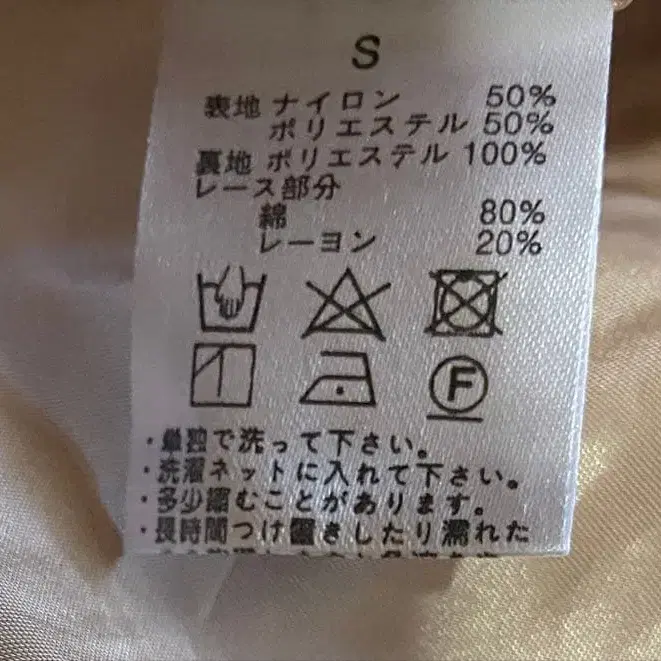 S
表地 ナイロン 50%
ポリエステル 50%
裏地 ポリエステル 100%
レース部分
綿 80%
レーヨン 20%
F
・単独で洗って下さい。
・洗濯ネットに入れて下さい。
・多少縮むことがあります。
・長時間つけ置きしたり濡れた